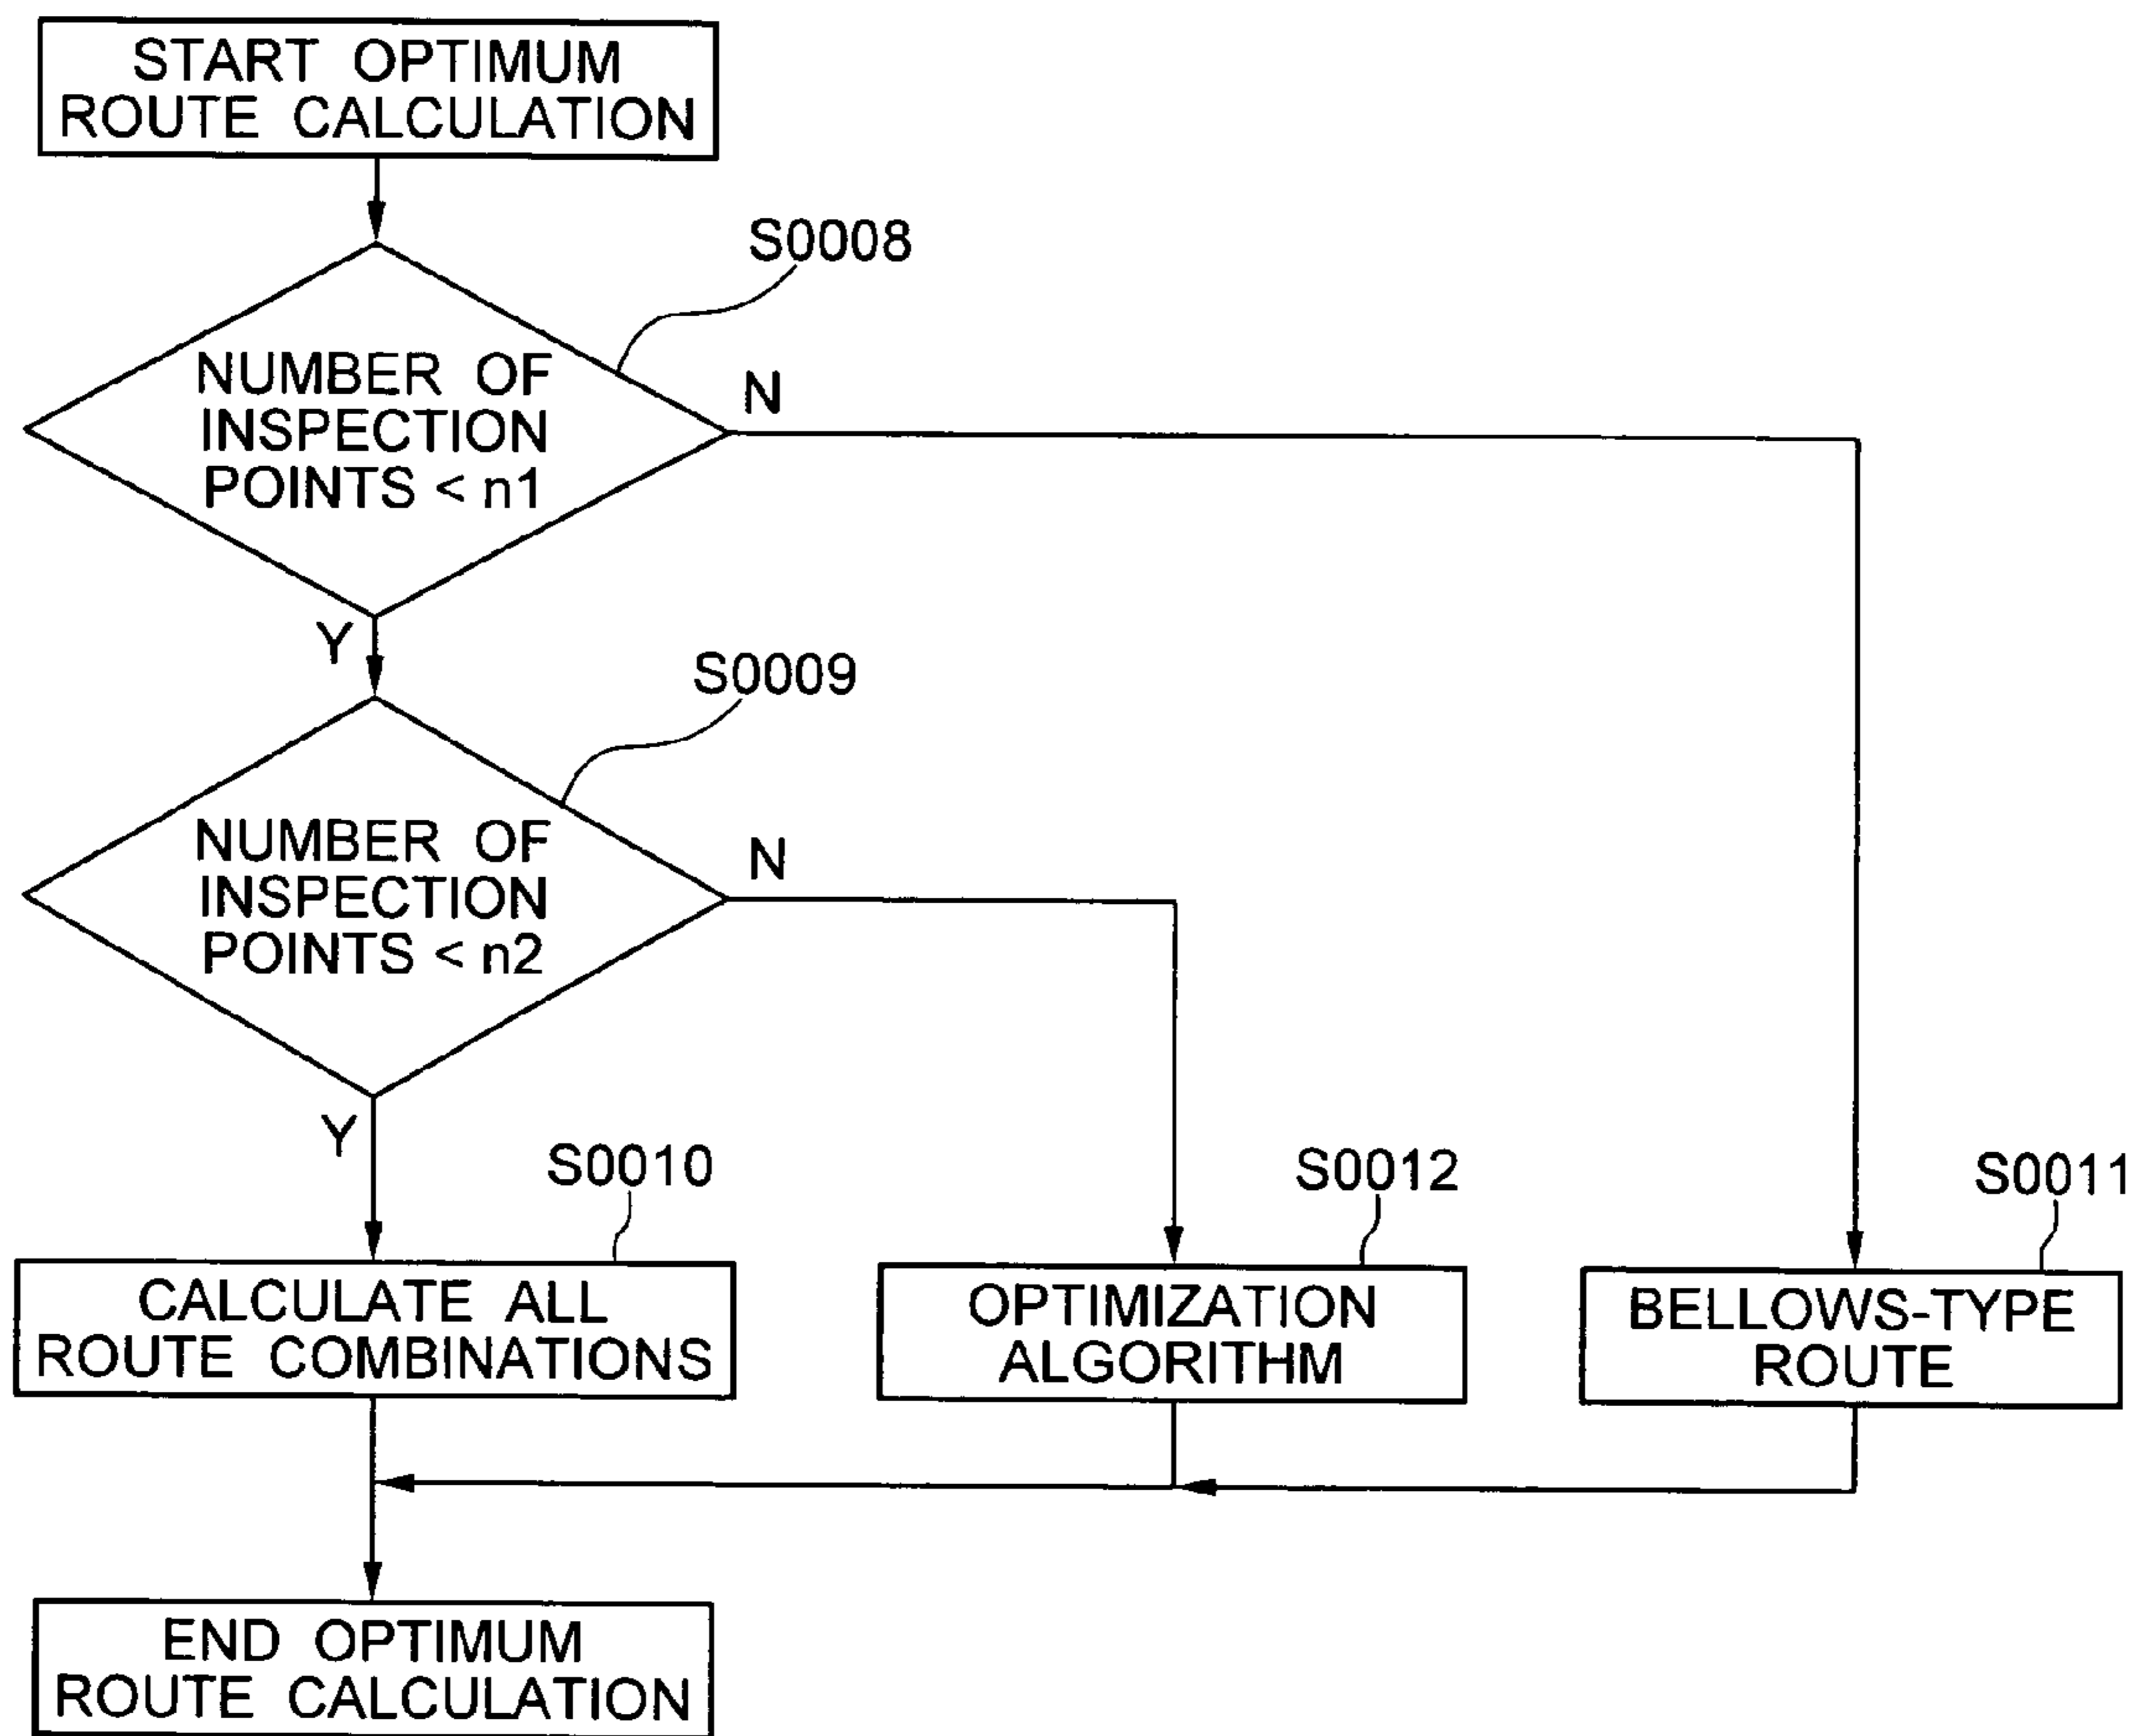 START OPTIMUM
ROUTE CALCULATION
S0008
NUMBER OF
INSPECTION
POINTS < n1
N
Y
S0009
NUMBER OF
INSPECTION
POINTS < n2
N
Y
S0010
CALCULATE ALL
ROUTE COMBINATIONS
S0012
OPTIMIZATION
ALGORITHM
S0011
BELLOWS-TYPE
ROUTE
END OPTIMUM
ROUTE CALCULATION